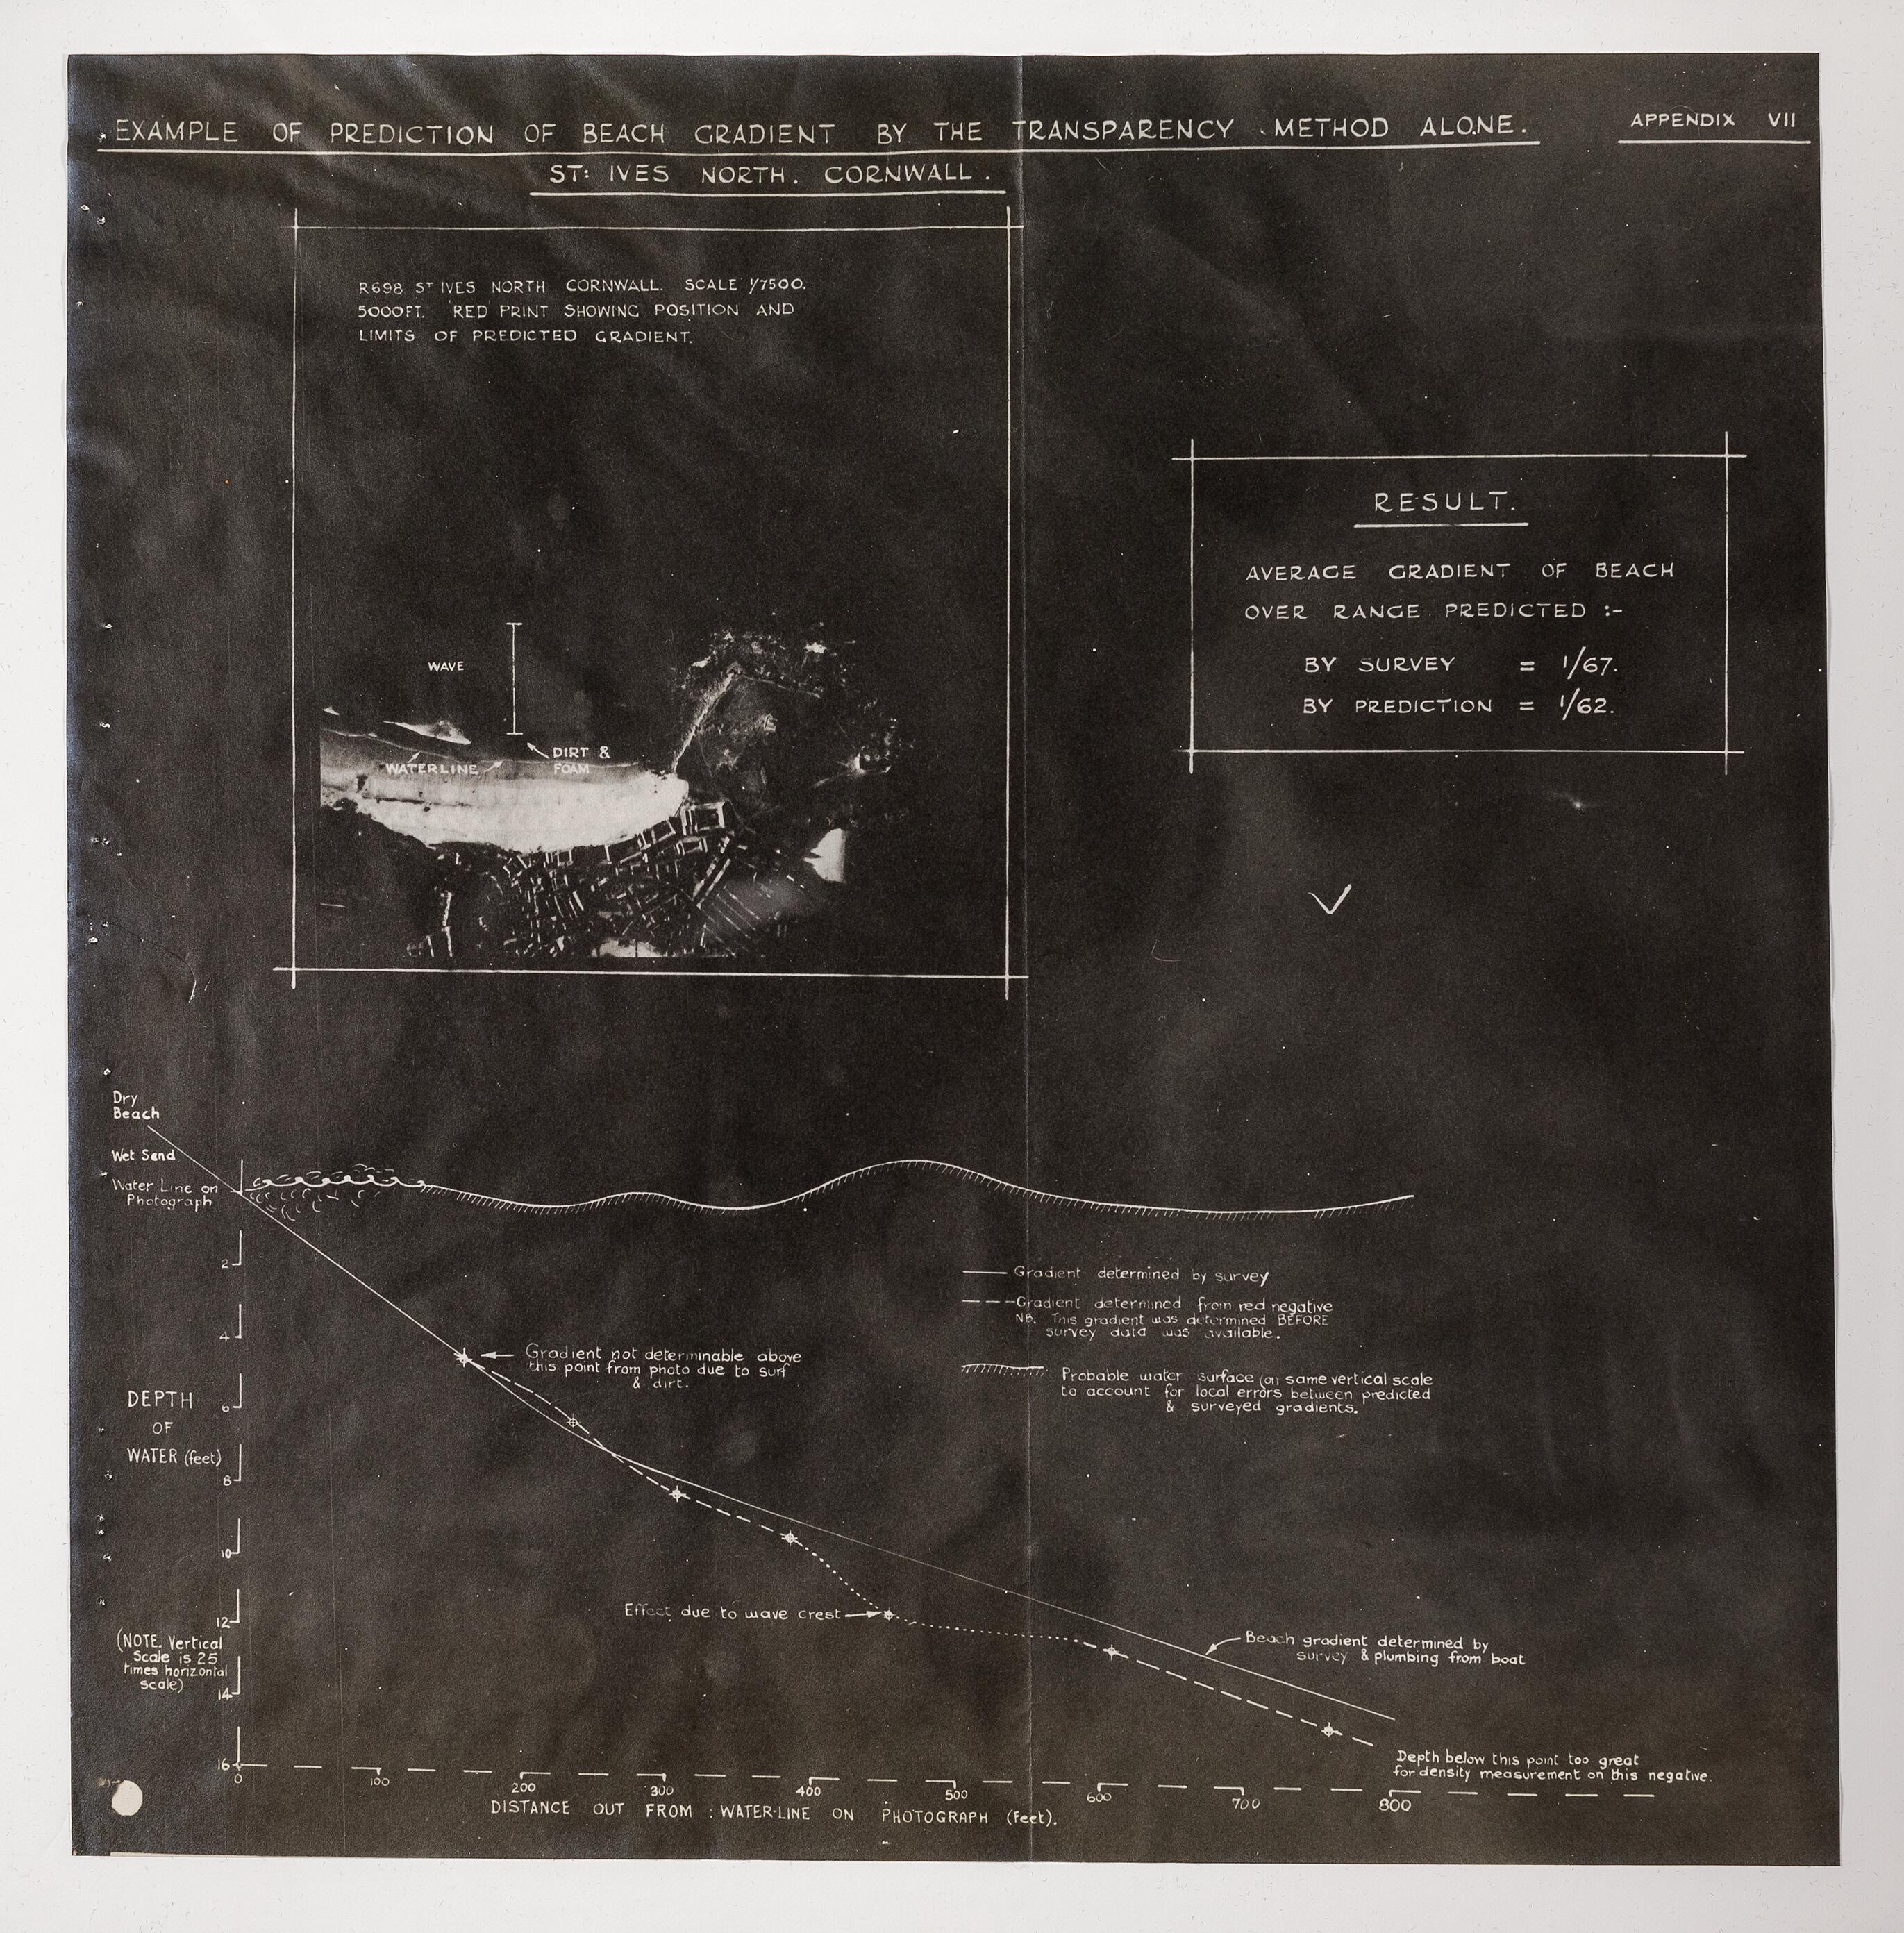 EXAMPLE OF PREDICTION OF BEACH GRADIENT BY THE TRANSPARENCY METHOD ALONE.
APPENDIX VII
ST: IVES NORTH. CORNWALL.
R698 ST IVES NORTH CORNWALL. SCALE 1/7500.
5000FT. RED PRINT SHOWING POSITION AND
LIMITS OF PREDICTED GRADIENT.
WAVE
DIRT &
FOAM
WATERLINE
RESULT.
AVERAGE GRADIENT OF BEACH
OVER RANGE PREDICTED :-
BY SURVEY = 1/67.
BY PREDICTION = 1/62.
Dry
Beach
Wet Sand
Water Line on
Photograph
2
4
6
8
10
12
14
16
DEPTH
OF
WATER (feet)
(NOTE. Vertical
Scale is 25
times horizontal
scale)
Gradient determined by survey
Gradient determined from red negative
NB. This gradient was determined BEFORE
survey data was available.
Probable water surface (on same vertical scale
to account for local errors between predicted
& surveyed gradients.
Gradient not determinable above
this point from photo due to surf
& dirt.
Effect due to wave crest
Beach gradient determined by
survey & plumbing from boat
Depth below this point too great
for density measurement on this negative.
0 100 200 300 400 500 600 700 800
DISTANCE OUT FROM WATER-LINE ON PHOTOGRAPH (feet).